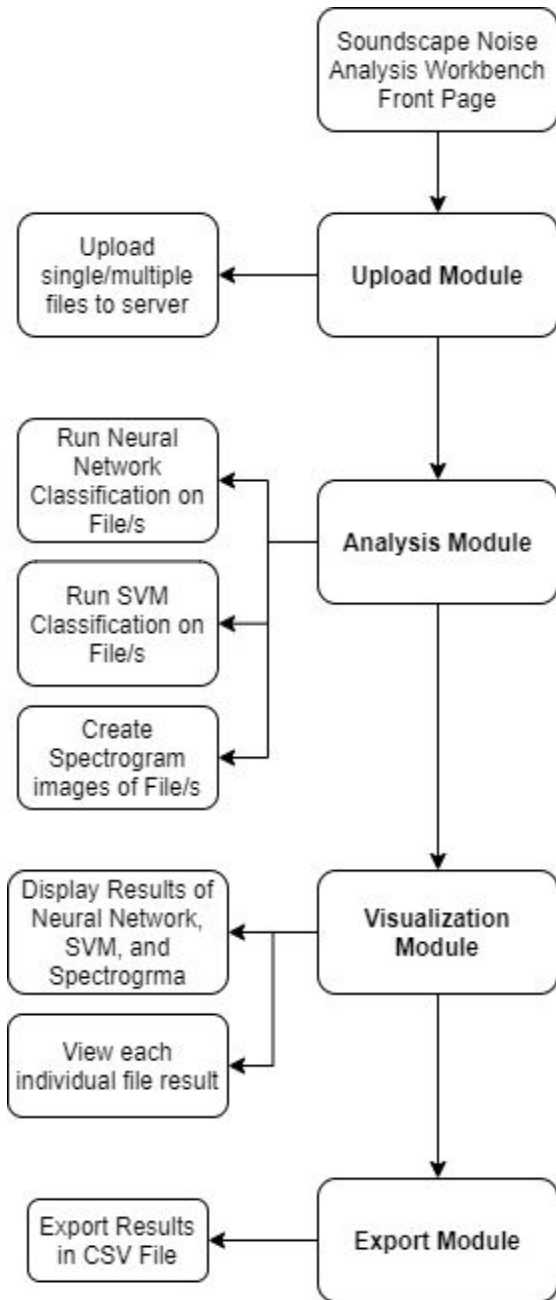 Soundscape Noise
Analysis Workbench
Front Page
Upload
single/multiple
files to server
Upload Module
Run Neural
Network
Classification on
File/s
Analysis Module
Run SVM
Classification on
File/s
Create
Spectrogram
images of File/s
Display Results of
Neural Network,
SVM, and
Spectrogrma
Visualization
Module
View each
individual file result
Export Results
in CSV File
Export Module